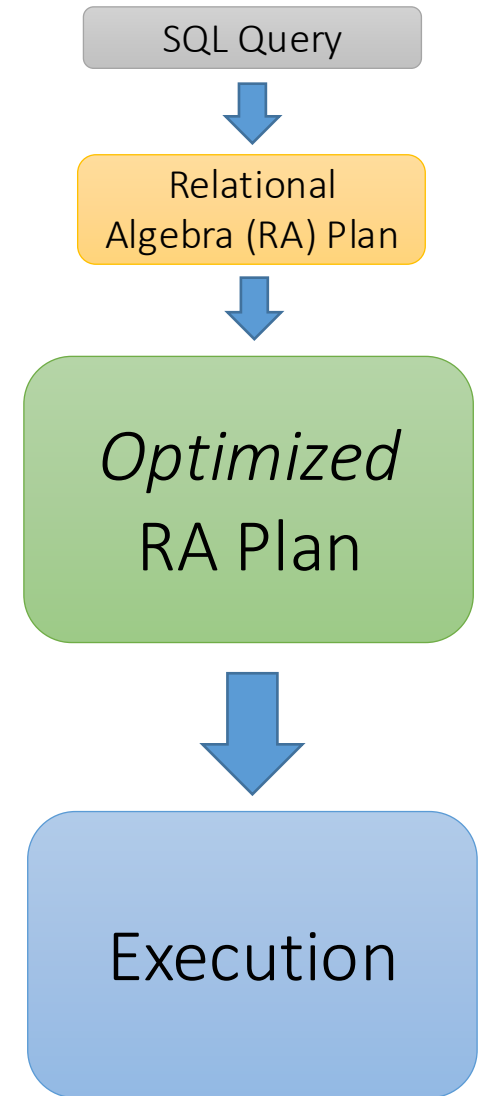 SQL Query
Relational
Algebra (RA) Plan
Optimized
RA Plan
Execution